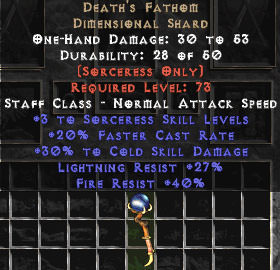 Death's Fathom
Dimensional Shard
One-Hand Damage: 30 to 53
Durability: 28 of 50
(Sorceress Only)
Required Level: 73
Staff Class - Normal Attack Speed
+3 to Sorceress Skill Levels
+20% Faster Cast Rate
+30% to Cold Skill Damage
Lightning Resist +27%
Fire Resist +40%